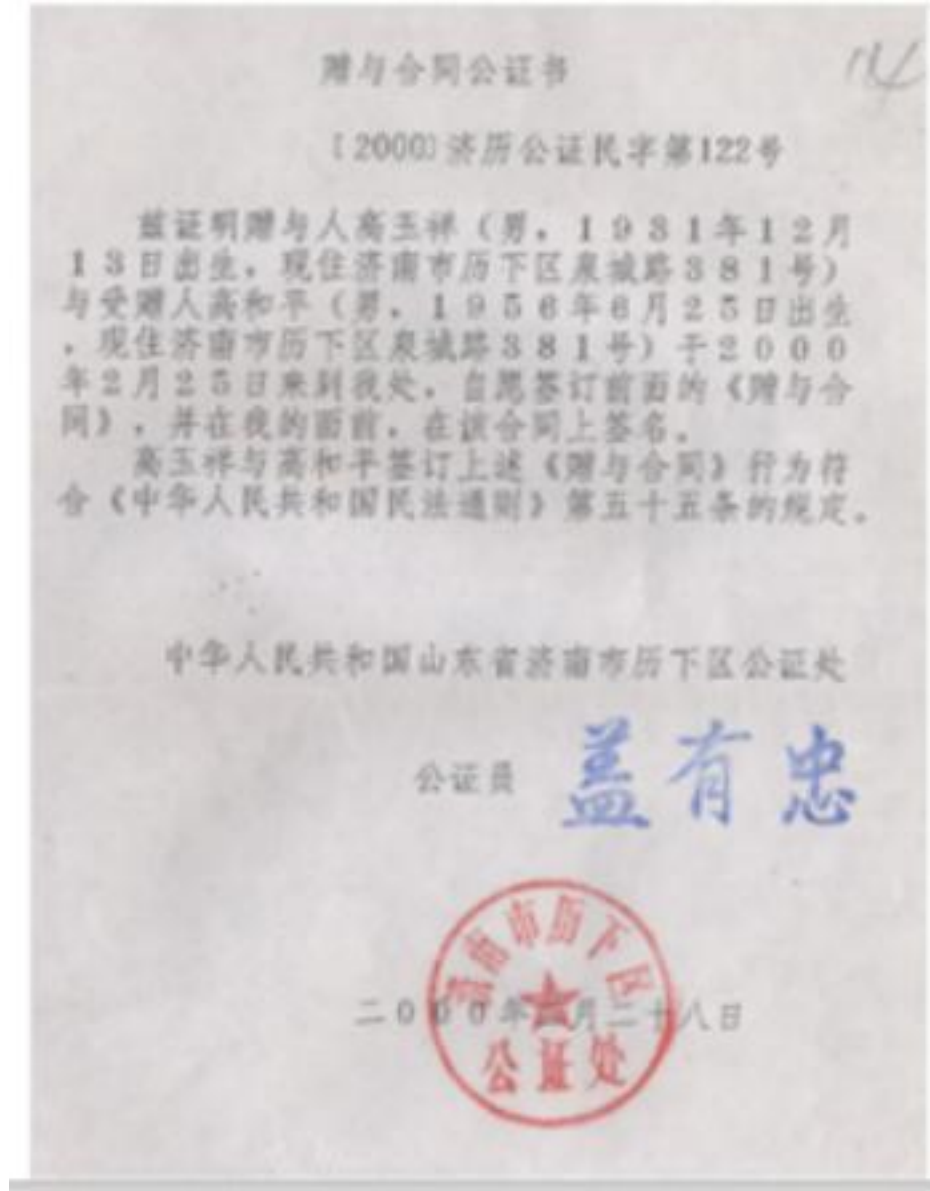 赠与合同公证书
〔2000〕济历公证民字第122号
兹证明赠与人高玉祥(男，1931年12月
13日出生，现住济南市历下区泉城路381号)
与受赠人高和平(男，1956年6月25日出生
，现住济南市历下区泉城路381号)于2000
年2月25日来到我处，自愿签订前面的《赠与合
同》，并在我的面前，在该合同上签名。
高玉祥与高和平签订上述《赠与合同》行为符
合《中华人民共和国民法通则》第五十五条的规定。
中华人民共和国山东省济南市历下区公证处
公证员 盖有忠
二000年 月二十八日
济南市历下区
公证处